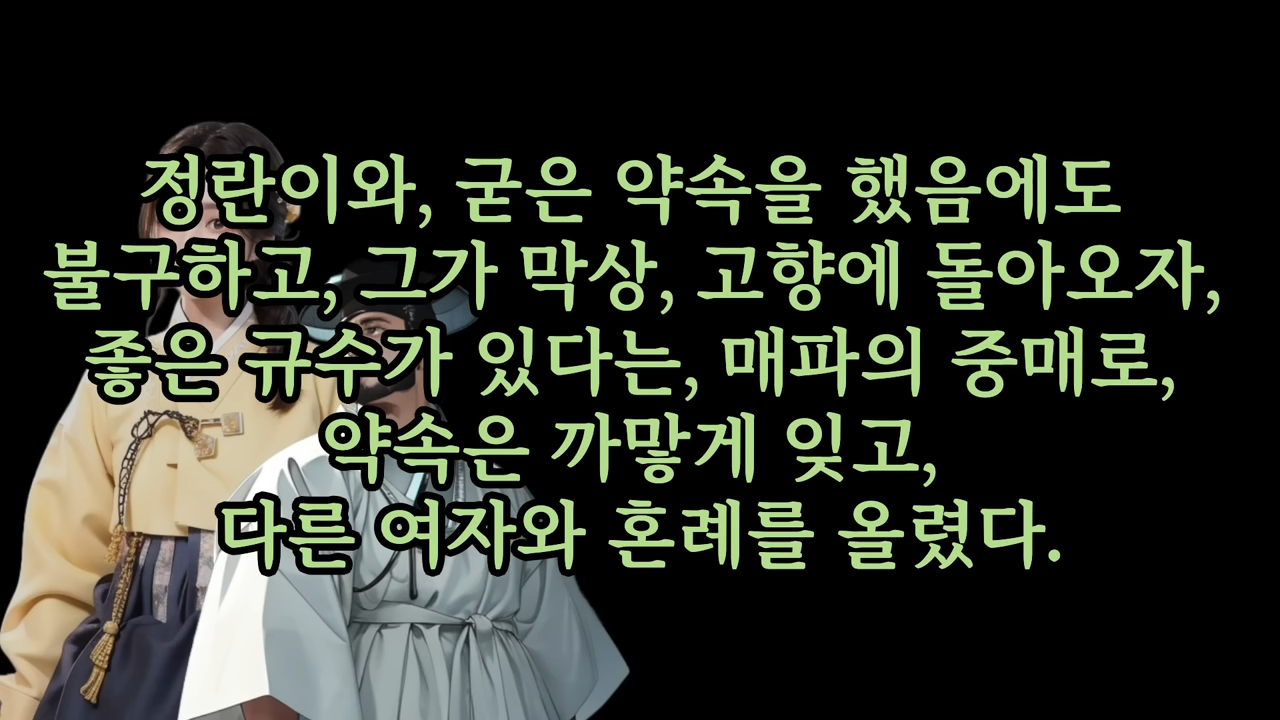 정란이와, 굳은 약속을 했음에도
불구하고, 그가 막상, 고향에 돌아오자,
좋은 규수가 있다는, 매파의 중매로,
약속은 까맣게 잊고,
다른 여자와 혼례를 올렸다.